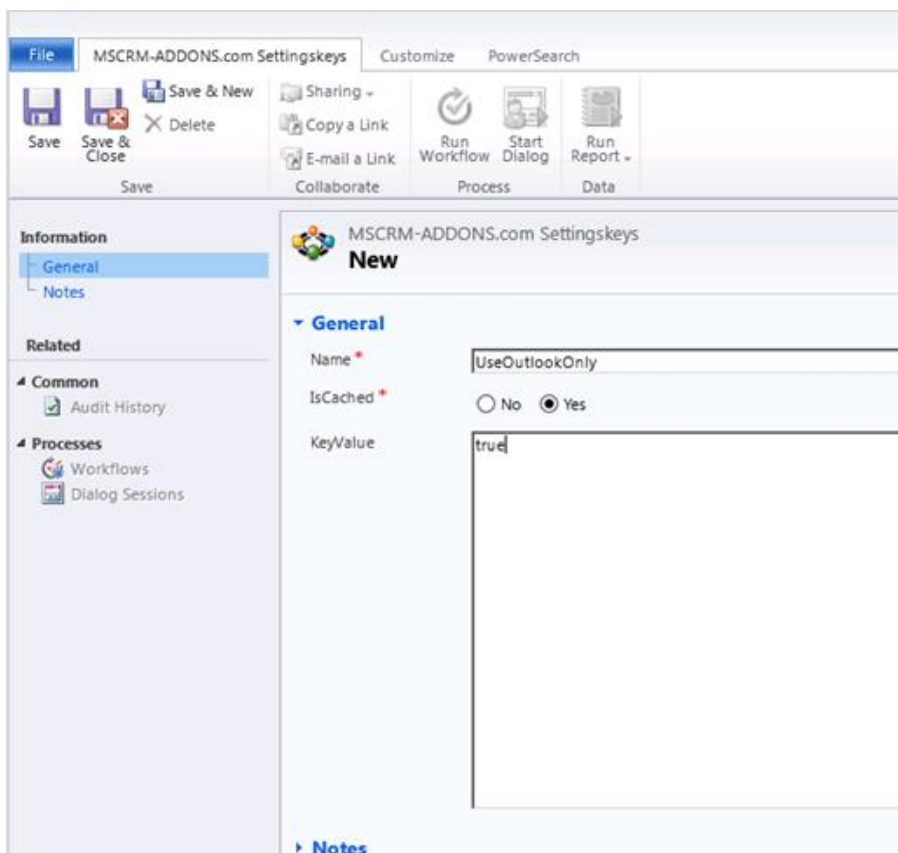 File MSCRM-ADDONS.com Settingskeys Customize PowerSearch
Save
Save & Close
Save & New
Delete
Save
Sharing
Copy a Link
E-mail a Link
Collaborate
Run Workflow
Start Dialog
Process
Run Report
Data
Information
General
Notes
Related
Common
Audit History
Processes
Workflows
Dialog Sessions
MSCRM-ADDONS.com Settingskeys
New
General
Name * UseOutlookOnly
IsCached * No Yes
KeyValue true
Notes